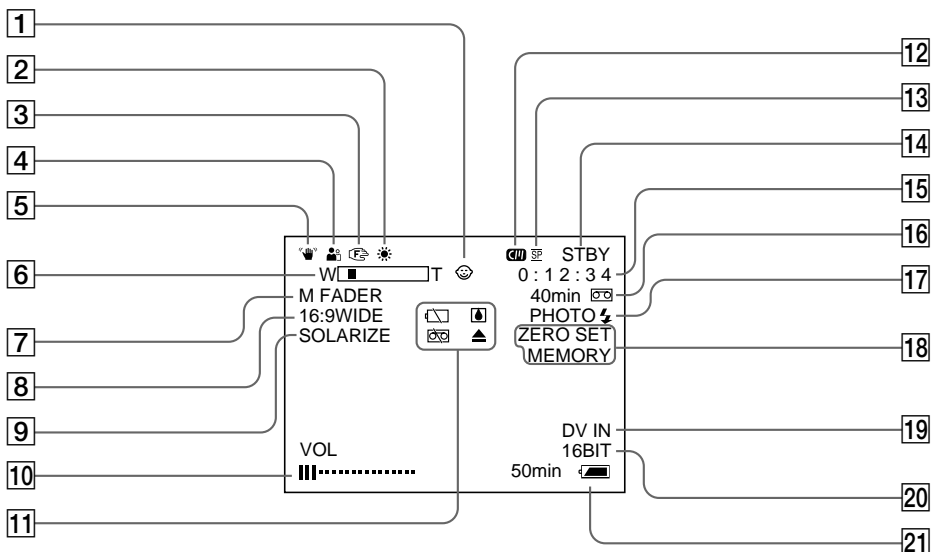 1
2
3
4
5
6
7
8
9
10
11
12
13
14
15
16
17
18
19
20
21
SP STBY
W T 0:12:34
M FADER 40min
16:9WIDE PHOTO
SOLARIZE ZERO SET
MEMORY
DV IN
VOL 16BIT
50min